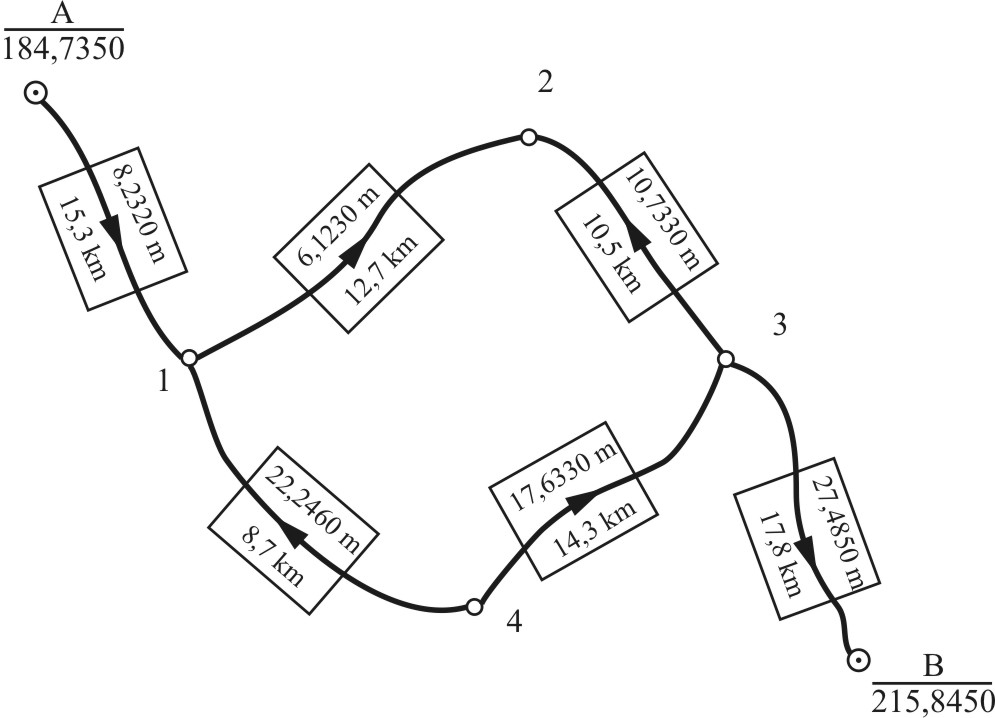 A
184,7350
2
8,2320 m
15,3 km
6,1230 m
12,7 km
10,7330 m
10,5 km
3
1
17,6330 m
14,3 km
22,2460 m
8,7 km
27,4850 m
17,8 km
4
B
215,8450